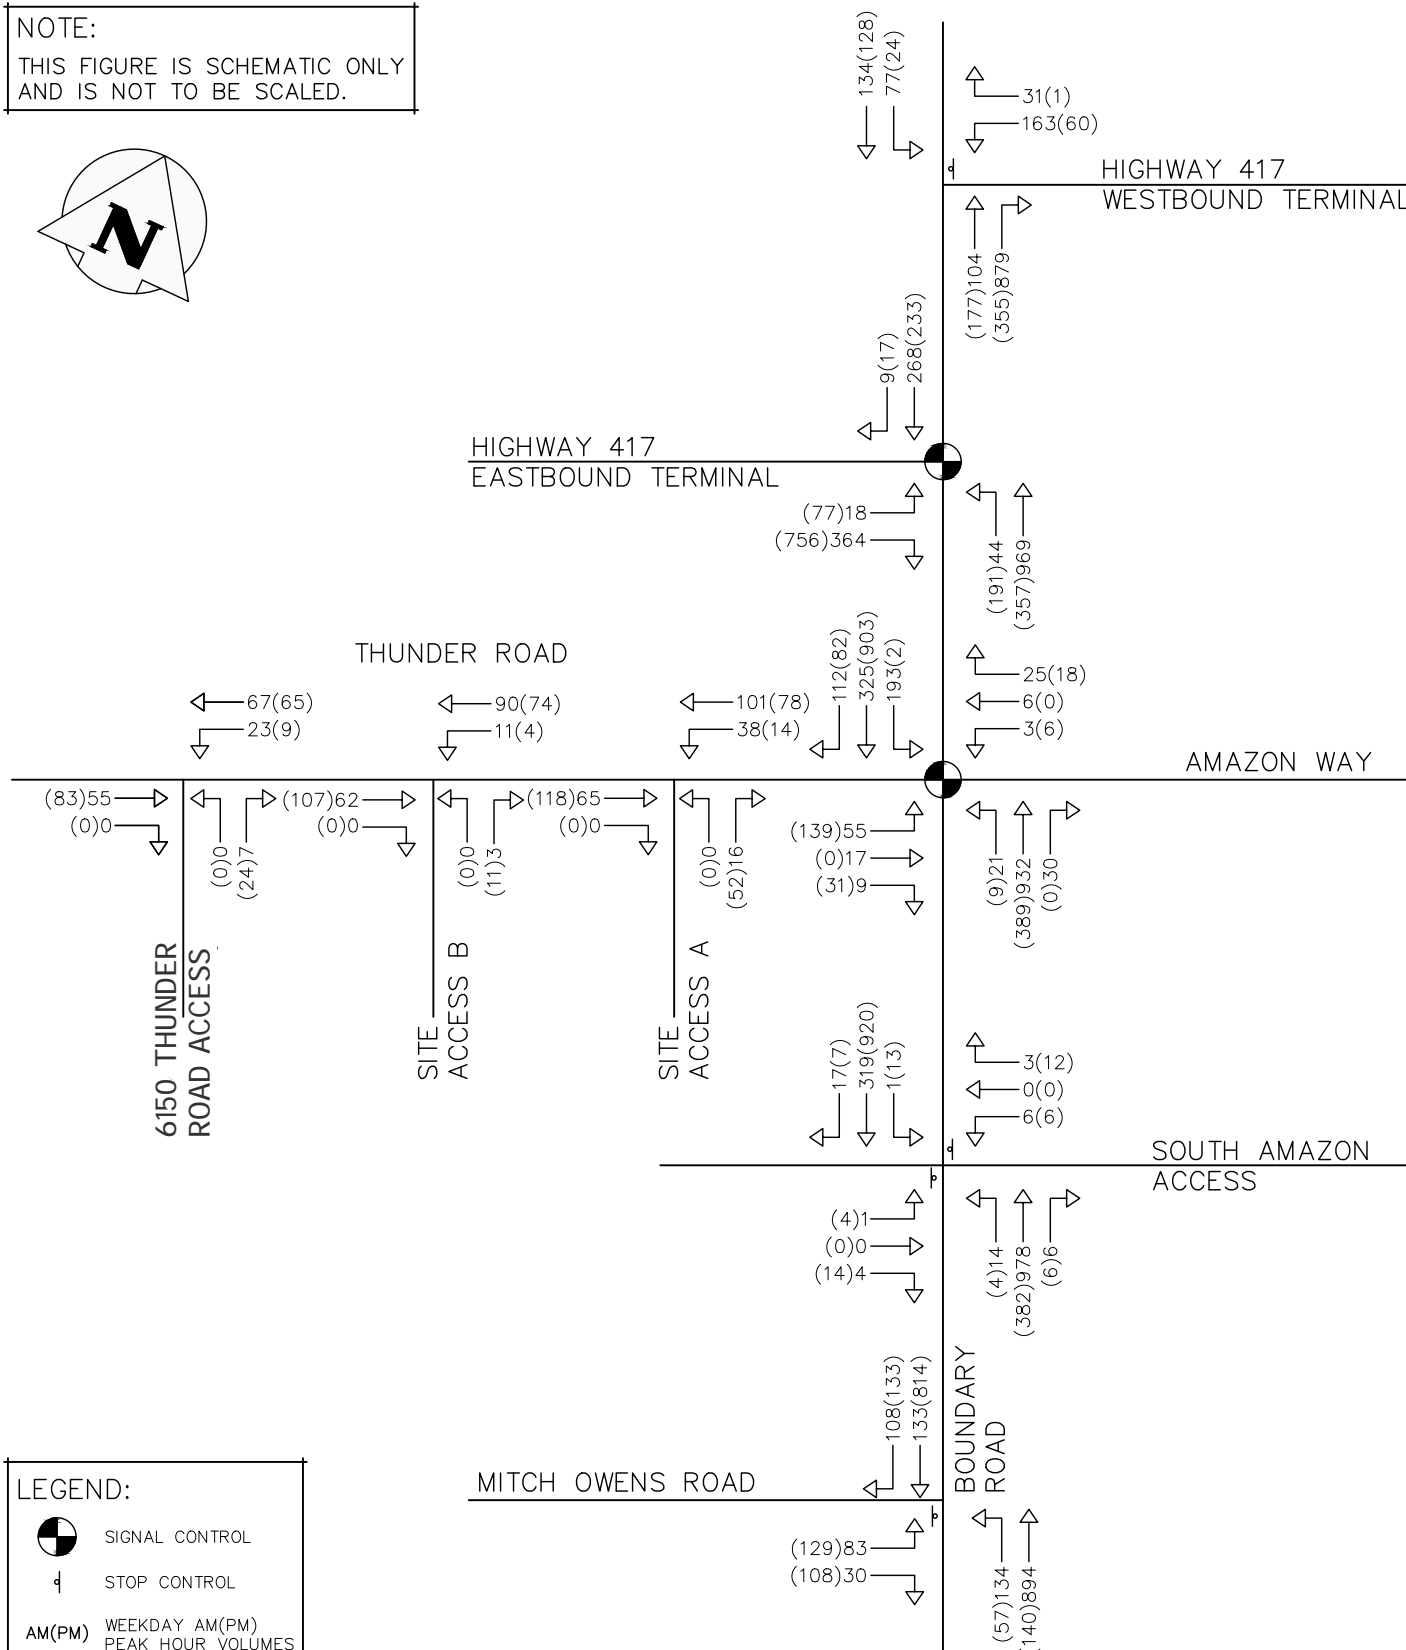 NOTE:
THIS FIGURE IS SCHEMATIC ONLY
AND IS NOT TO BE SCALED.
N
134(128)
77(24)
31(1)
163(60)
HIGHWAY 417
WESTBOUND TERMINAL
(177)104
(355)879
9(17)
268(233)
HIGHWAY 417
EASTBOUND TERMINAL
(77)18
(756)364
(191)44
(357)969
THUNDER ROAD
67(65)
23(9)
90(74)
11(4)
101(78)
38(14)
112(82)
325(903)
193(2)
25(18)
6(0)
3(6)
AMAZON WAY
(83)55
(0)0
(0)0
(24)7
(107)62
(0)0
(0)0
(11)3
(118)65
(0)0
(0)0
(52)16
(139)55
(0)17
(31)9
(9)21
(389)932
(0)30
6150 THUNDER
ROAD ACCESS
SITE
ACCESS B
SITE
ACCESS A
17(7)
319(920)
1(13)
3(12)
0(0)
6(6)
SOUTH AMAZON
ACCESS
(4)1
(0)0
(14)4
(4)14
(382)978
(6)6
108(133)
133(814)
BOUNDARY
ROAD
MITCH OWENS ROAD
(129)83
(108)30
(57)134
(140)894
LEGEND:
SIGNAL CONTROL
STOP CONTROL
AM(PM) WEEKDAY AM(PM)
PEAK HOUR VOLUMES